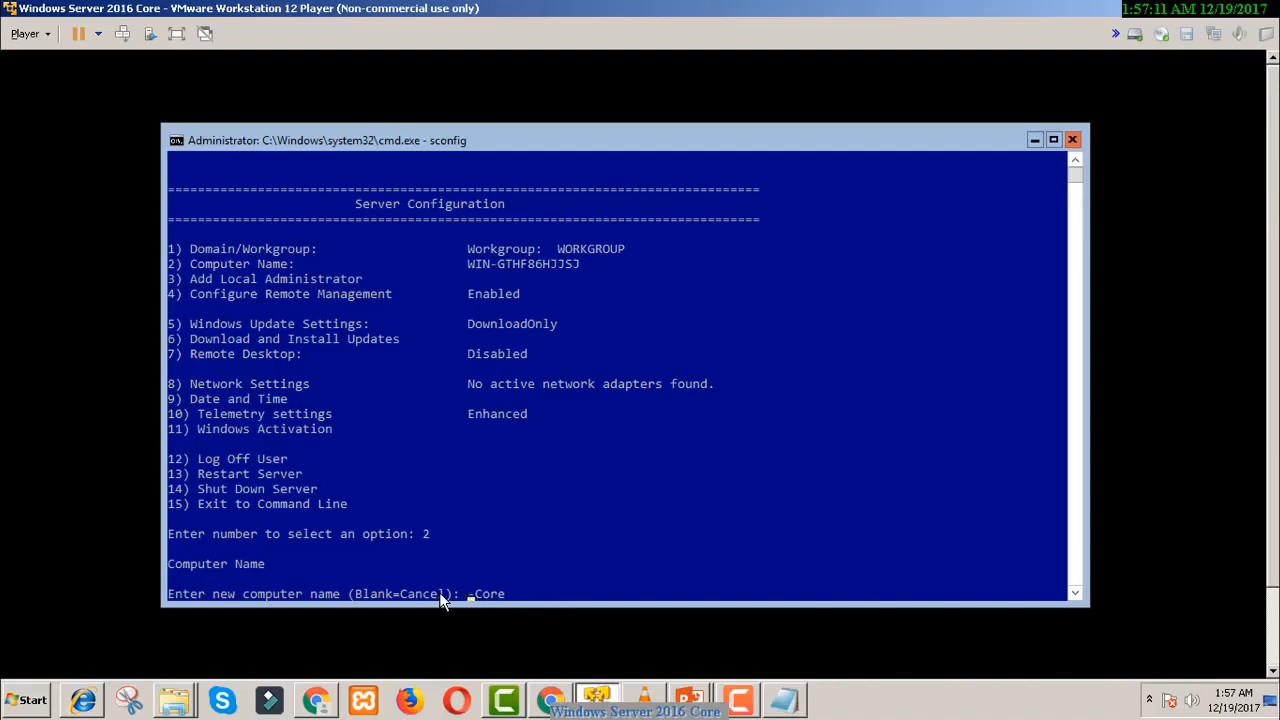 Windows Server 2016 Core - VMware Workstation 12 Player (Non-commercial use only)
1:57:11 AM 12/19/2017
Player
Administrator: C:\Windows\system32\cmd.exe - sconfig
===============================================================================
Server Configuration
===============================================================================
1) Domain/Workgroup: Workgroup: WORKGROUP
2) Computer Name: WIN-GTHF86HJJSJ
3) Add Local Administrator
4) Configure Remote Management Enabled
5) Windows Update Settings: DownloadOnly
6) Download and Install Updates
7) Remote Desktop: Disabled
8) Network Settings No active network adapters found.
9) Date and Time
10) Telemetry settings Enhanced
11) Windows Activation
12) Log Off User
13) Restart Server
14) Shut Down Server
15) Exit to Command Line
Enter number to select an option: 2
Computer Name
Enter new computer name (Blank=Cancel): -Core
Start
Windows Server 2016 Core
1:57 AM
12/19/2017